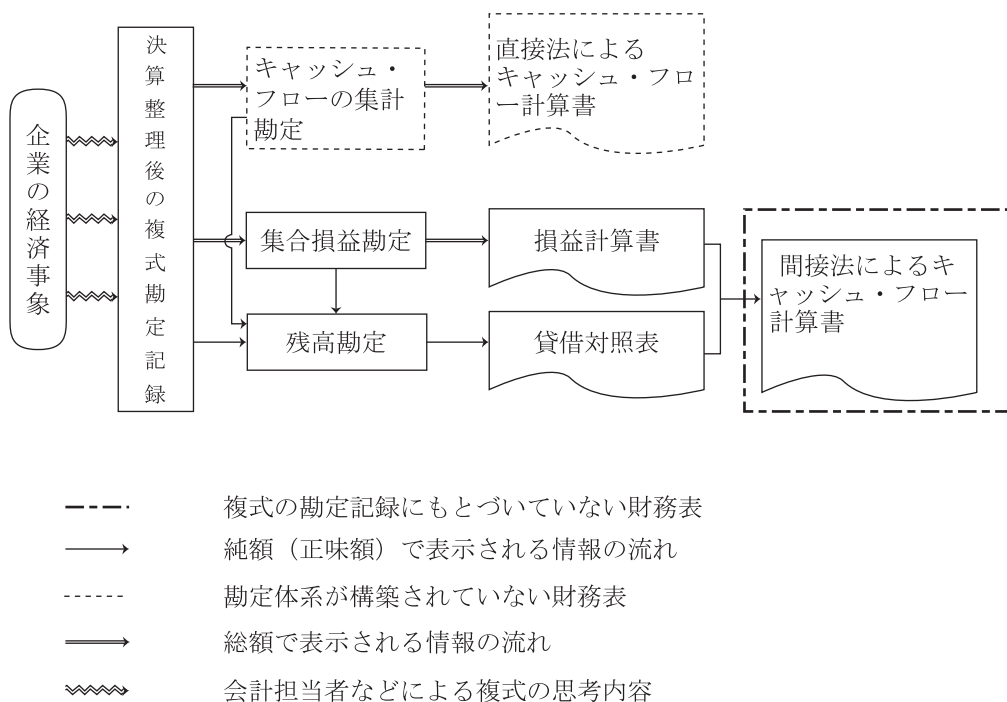 企業の経済事象
決算整理後の複式勘定記録
キャッシュ・
フローの集計
勘定
直接法による
キャッシュ・フロ
ー計算書
集合損益勘定
損益計算書
残高勘定
貸借対照表
間接法によるキ
ャッシュ・フロー
計算書
複式の勘定記録にもとづいていない財務表
純額（正味額）で表示される情報の流れ
勘定体系が構築されていない財務表
総額で表示される情報の流れ
会計担当者などによる複式の思考内容